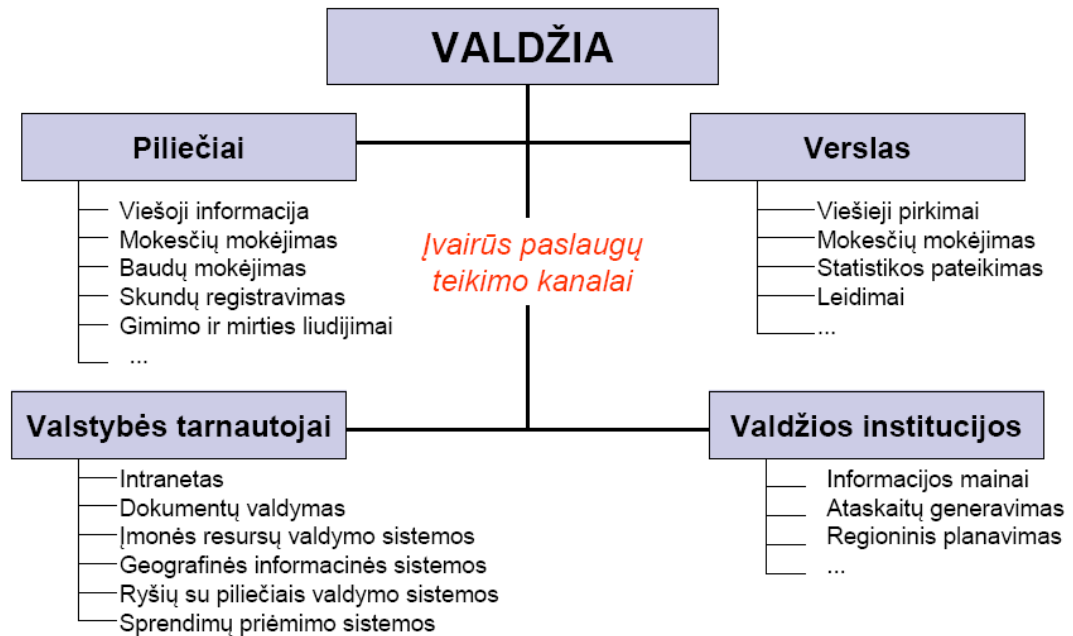 VALDŽIA
Piliečiai
Viešoji informacija
Mokesčių mokėjimas
Baudų mokėjimas
Skundų registravimas
Gimimo ir mirties liudijimai
...
Verslas
Viešieji pirkimai
Mokesčių mokėjimas
Statistikos pateikimas
Leidimai
...
Įvairūs paslaugų
teikimo kanalai
Valstybės tarnautojai
Intranetas
Dokumentų valdymas
Įmonės resursų valdymo sistemos
Geografinės informacinės sistemos
Ryšių su piliečiais valdymo sistemos
Sprendimų priėmimo sistemos
Valdžios institucijos
Informacijos mainai
Ataskaitų generavimas
Regioninis planavimas
...